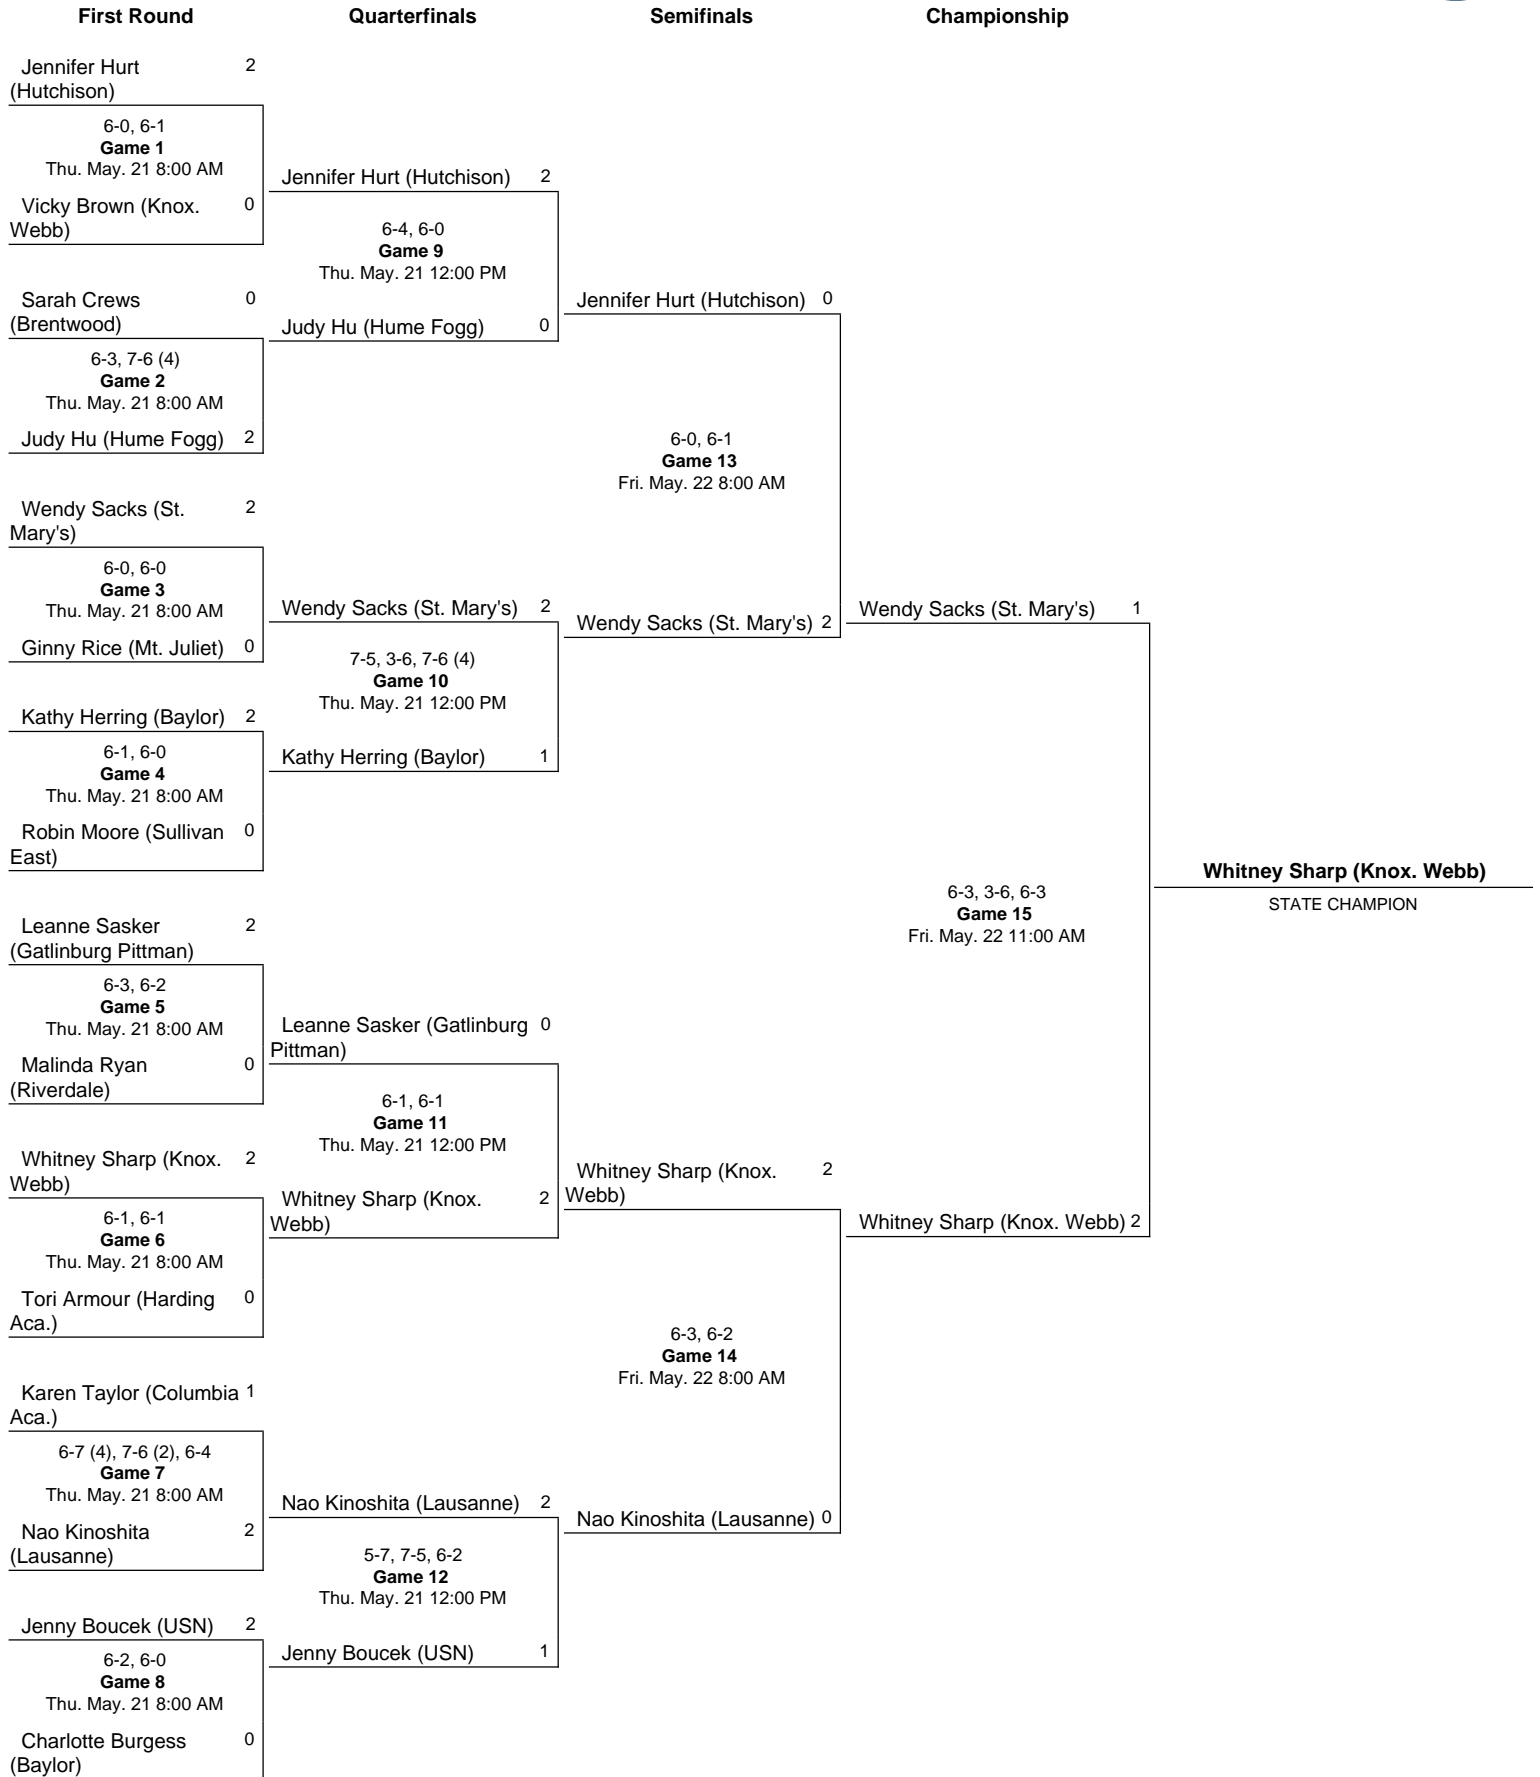 First Round
Quarterfinals
Semifinals
Championship
Jennifer Hurt 2
(Hutchison)
6-0, 6-1
Game 1
Thu. May. 21 8:00 AM
Vicky Brown (Knox. 0
Webb)
Sarah Crews 0
(Brentwood)
6-3, 7-6 (4)
Game 2
Thu. May. 21 8:00 AM
Judy Hu (Hume Fogg) 2
Wendy Sacks (St. 2
Mary's)
6-0, 6-0
Game 3
Thu. May. 21 8:00 AM
Ginny Rice (Mt. Juliet) 0
Kathy Herring (Baylor) 2
6-1, 6-0
Game 4
Thu. May. 21 8:00 AM
Robin Moore (Sullivan 0
East)
Leanne Sasker 2
(Gatlinburg Pittman)
6-3, 6-2
Game 5
Thu. May. 21 8:00 AM
Malinda Ryan 0
(Riverdale)
Whitney Sharp (Knox. 2
Webb)
6-1, 6-1
Game 6
Thu. May. 21 8:00 AM
Tori Armour (Harding 0
Aca.)
Karen Taylor (Columbia 1
Aca.)
6-7 (4), 7-6 (2), 6-4
Game 7
Thu. May. 21 8:00 AM
Nao Kinoshita 2
(Lausanne)
Jenny Boucek (USN) 2
6-2, 6-0
Game 8
Thu. May. 21 8:00 AM
Charlotte Burgess 0
(Baylor)
Jennifer Hurt (Hutchison) 2
6-4, 6-0
Game 9
Thu. May. 21 12:00 PM
Judy Hu (Hume Fogg) 0
Wendy Sacks (St. Mary's) 2
7-5, 3-6, 7-6 (4)
Game 10
Thu. May. 21 12:00 PM
Kathy Herring (Baylor) 1
Leanne Sasker (Gatlinburg 0
Pittman)
6-1, 6-1
Game 11
Thu. May. 21 12:00 PM
Whitney Sharp (Knox. 2
Webb)
Nao Kinoshita (Lausanne) 2
5-7, 7-5, 6-2
Game 12
Thu. May. 21 12:00 PM
Jenny Boucek (USN) 1
Jennifer Hurt (Hutchison) 0
6-0, 6-1
Game 13
Fri. May. 22 8:00 AM
Wendy Sacks (St. Mary's) 2
Whitney Sharp (Knox. 2
Webb)
6-3, 6-2
Game 14
Fri. May. 22 8:00 AM
Nao Kinoshita (Lausanne) 0
Wendy Sacks (St. Mary's) 1
6-3, 3-6, 6-3
Game 15
Fri. May. 22 11:00 AM
Whitney Sharp (Knox. Webb) 2
Whitney Sharp (Knox. Webb)
STATE CHAMPION